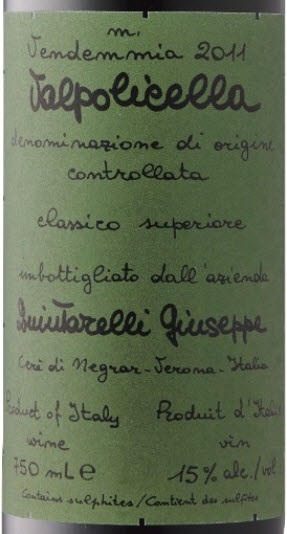 m.
Vendemmia 2011
Valpolicella
denominazione di origine
controllata
classico superiore
imbottigliato dall'azienda
Quintarelli Giuseppe
Cerè di Negrar - Verona - Italia
Product of Italy Produit d'Italie
wine vin
750 mL e 15% alc./vol
Contains sulphites / Contient des sulfites